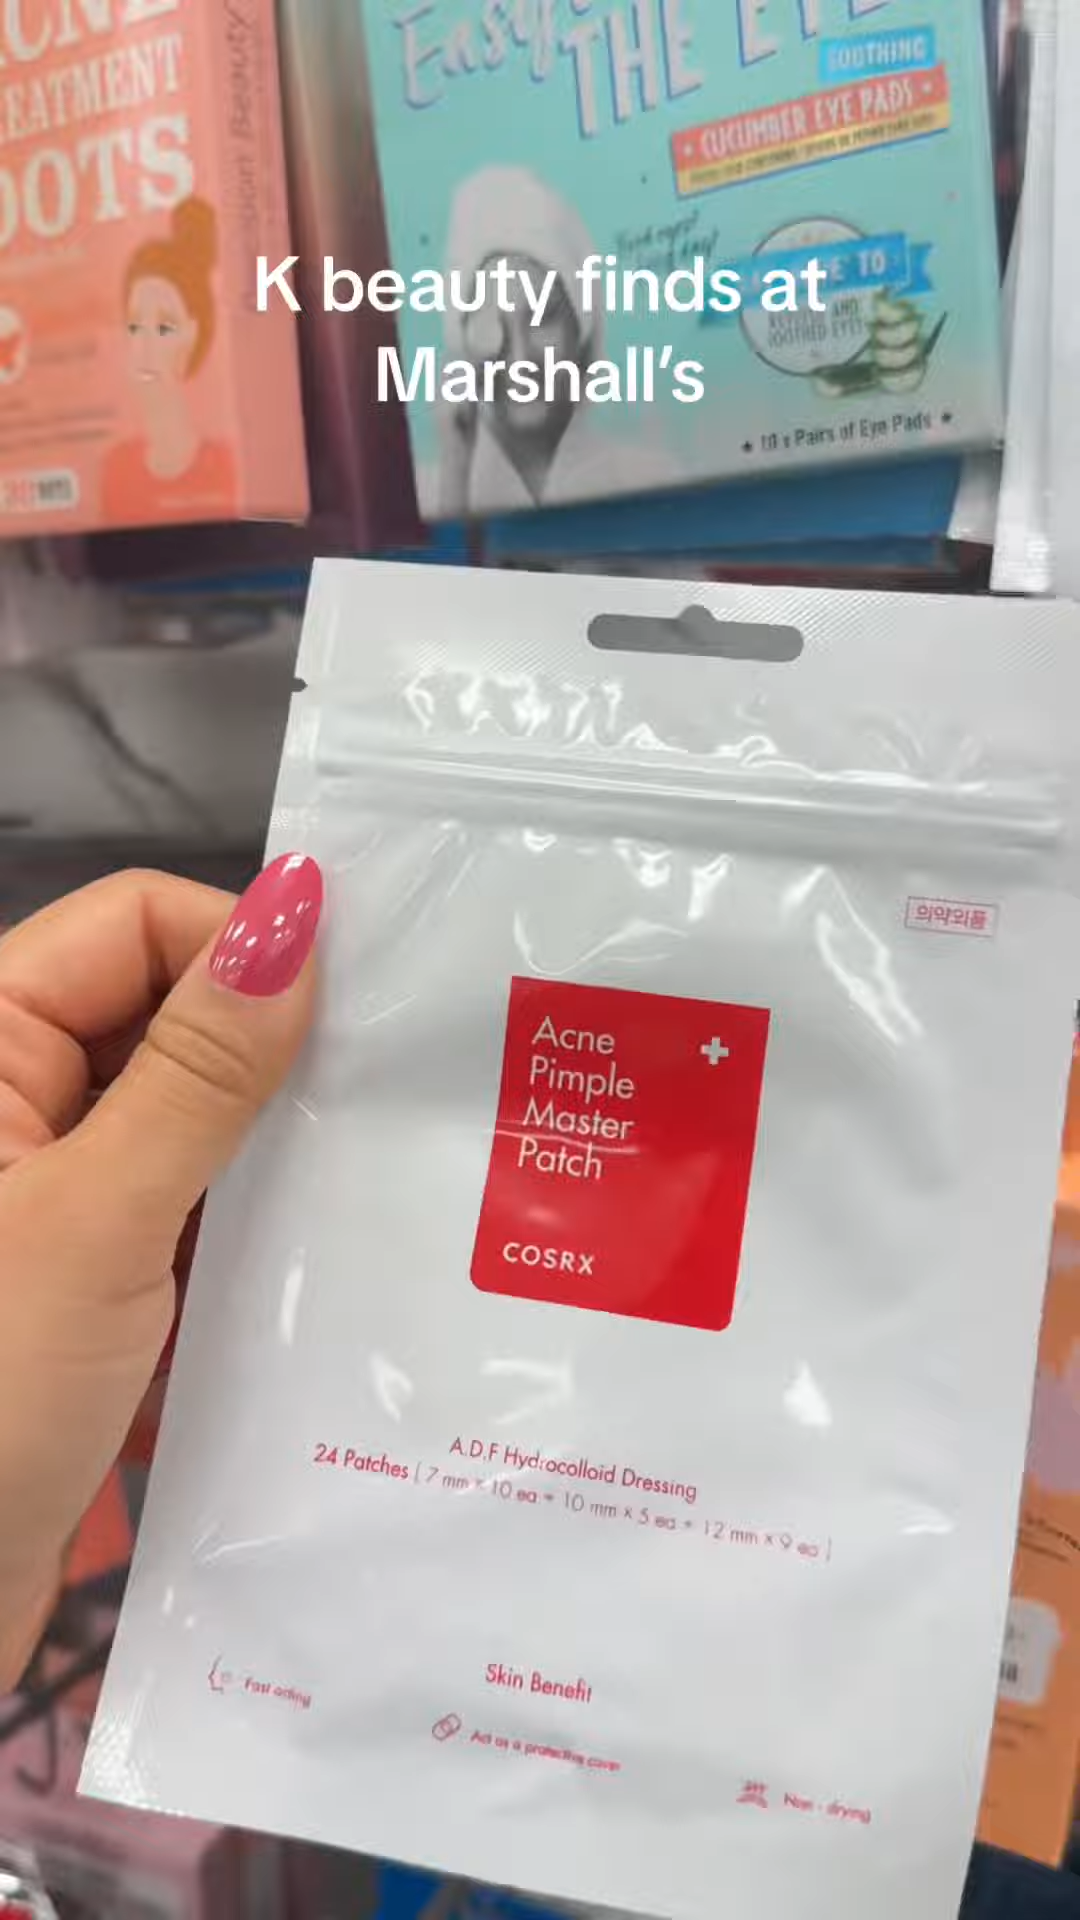 TREATMENT
DOTS
Easy
THE
SOOTHING
• CUCUMBER EYE PADS •
★ 10 x Pairs of Eye Pads ★
K beauty finds at
Marshall’s
의약외품
Acne
Pimple
Master
Patch
COSRX
A.D.F Hydrocolloid Dressing
24 Patches ( 7 mm x 10 ea + 10 mm x 5 ea + 12 mm x 9 ea )
Skin Benefit
Fast acting
Act as a protective cover
Non - drying